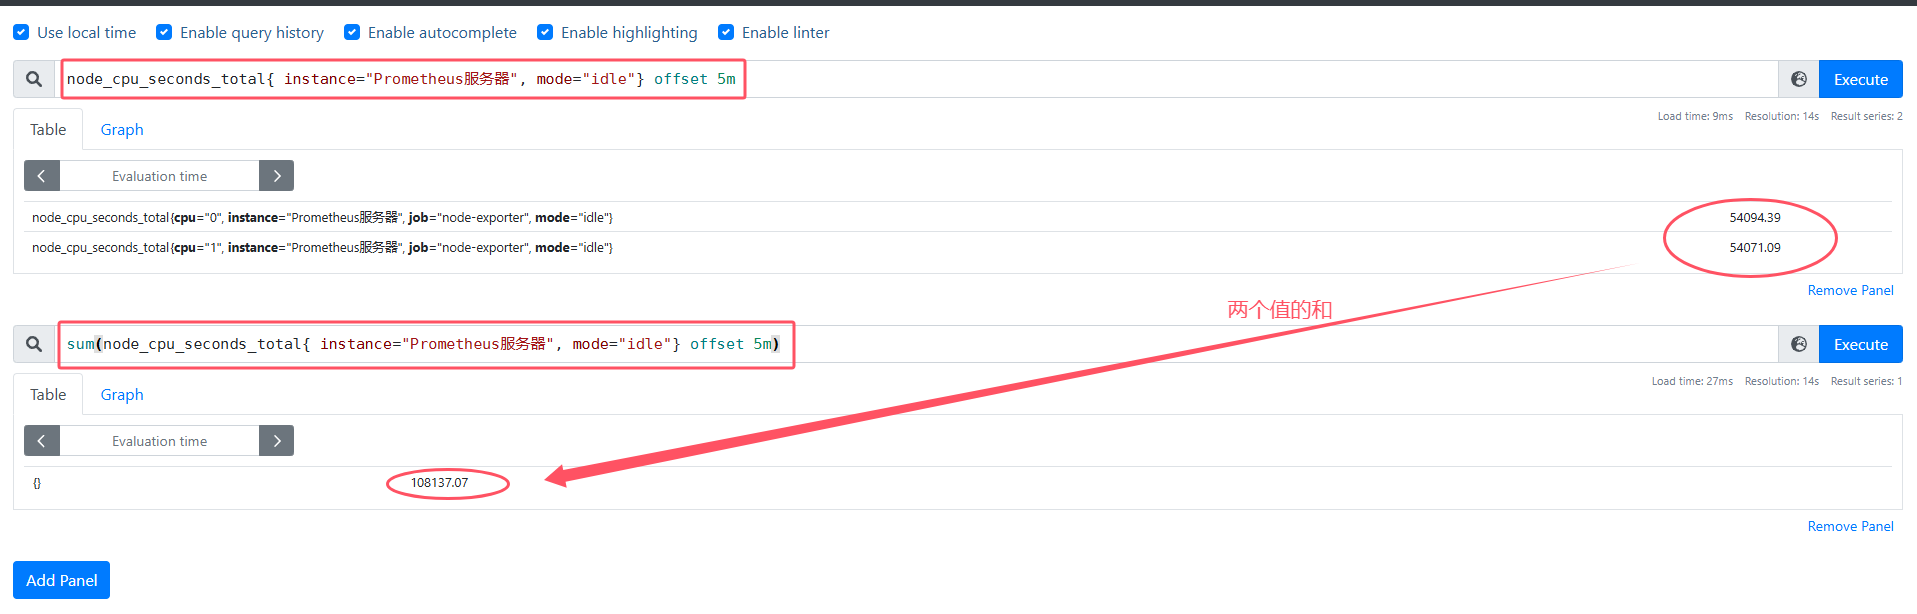 Use local time Enable query history Enable autocomplete Enable highlighting Enable linter
node_cpu_seconds_total{ instance="Prometheus服务器", mode="idle"} offset 5m Execute
Table Graph Load time: 9ms Resolution: 14s Result series: 2
Evaluation time
node_cpu_seconds_total{cpu="0", instance="Prometheus服务器", job="node-exporter", mode="idle"} 54094.39
node_cpu_seconds_total{cpu="1", instance="Prometheus服务器", job="node-exporter", mode="idle"} 54071.09
Remove Panel
两个值的和
sum(node_cpu_seconds_total{ instance="Prometheus服务器", mode="idle"} offset 5m) Execute
Table Graph Load time: 27ms Resolution: 14s Result series: 1
Evaluation time
{} 108137.07
Remove Panel
Add Panel